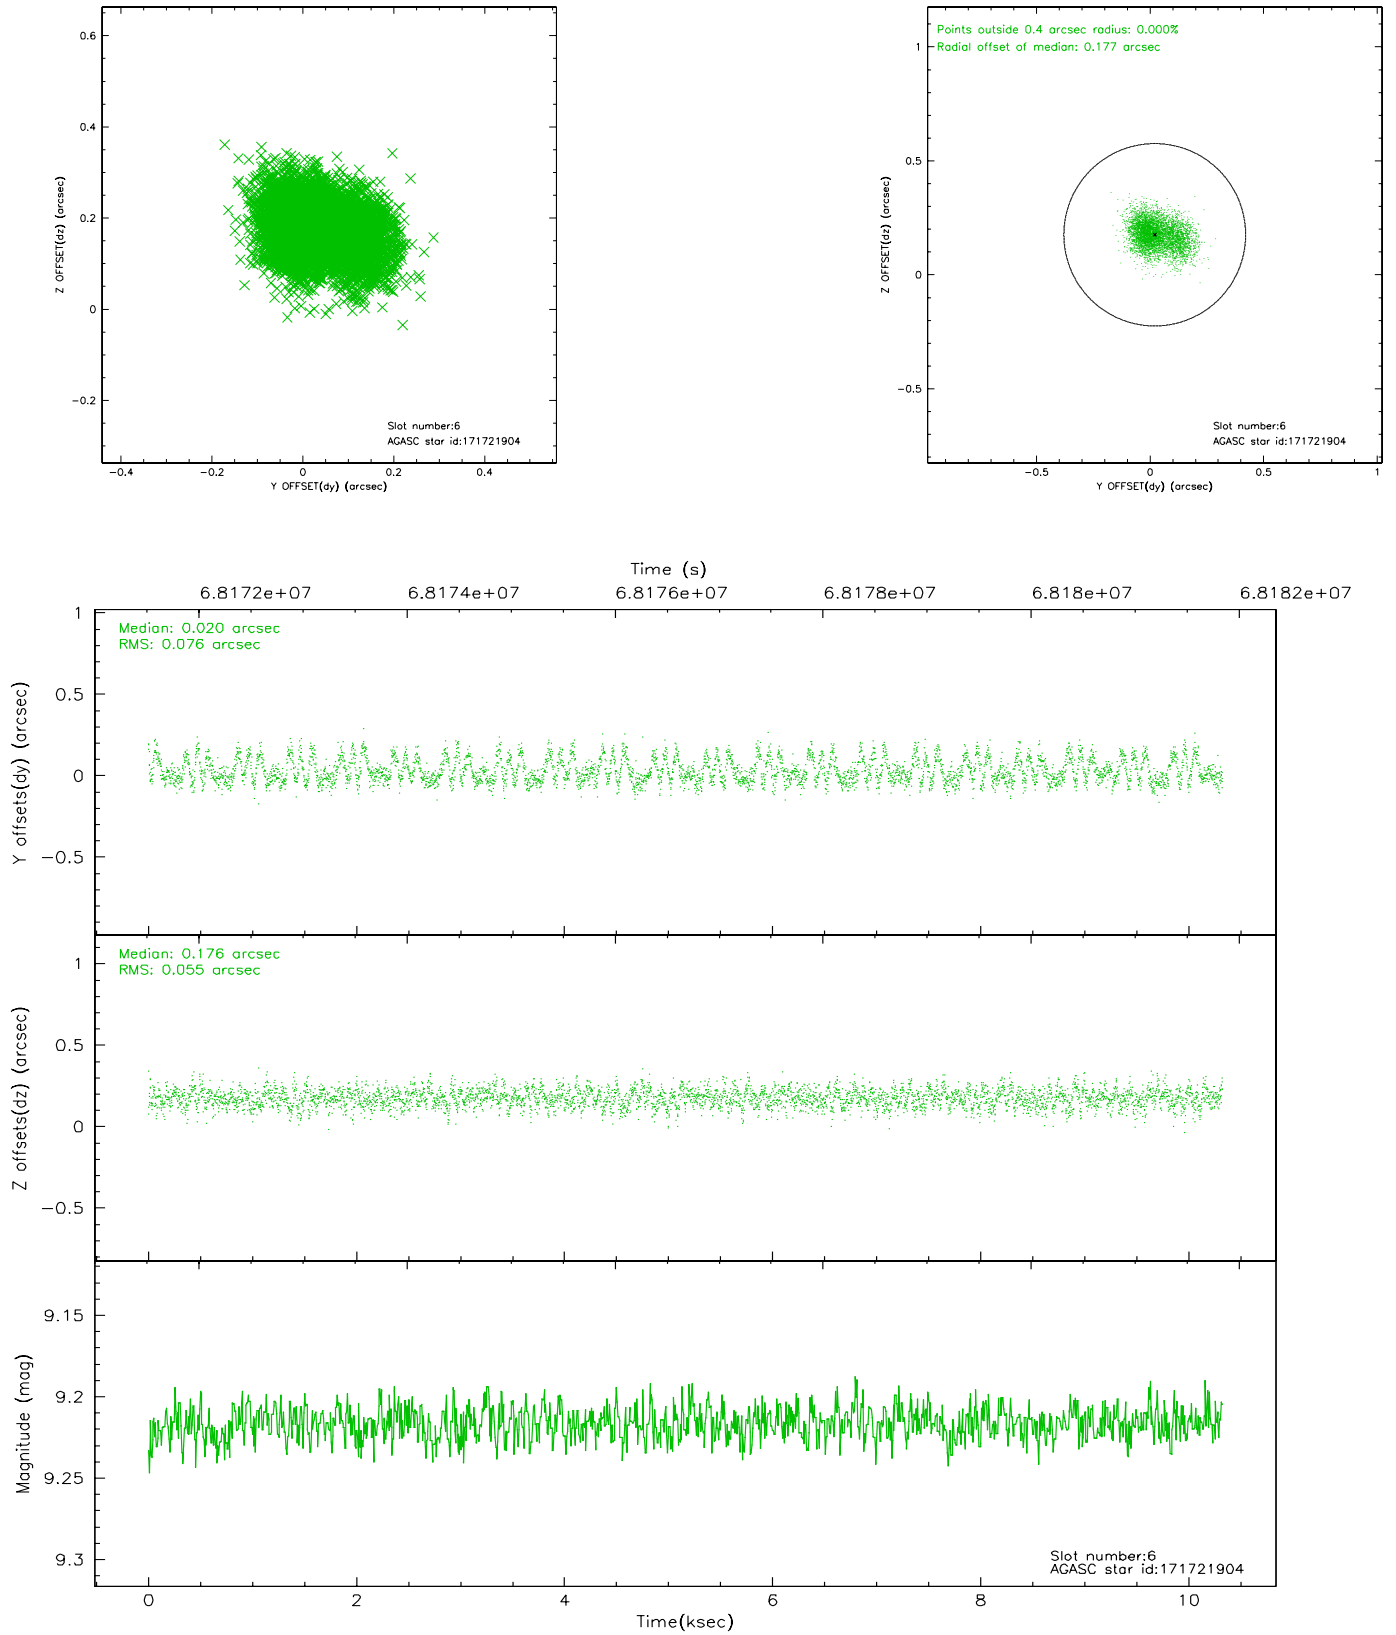 0.6
0.4
0.2
0
−0.2
Z OFFSET(dz) (arcsec)
Slot number:6
AGASC star id:171721904
−0.4 −0.2 0 0.2 0.4
Y OFFSET(dy) (arcsec)
Points outside 0.4 arcsec radius: 0.000%
Radial offset of median: 0.177 arcsec
1
0.5
0
−0.5
Z OFFSET(dz) (arcsec)
Slot number:6
AGASC star id:171721904
−0.5 0 0.5 1
Y OFFSET(dy) (arcsec)
Time (s)
6.8172e+07 6.8174e+07 6.8176e+07 6.8178e+07 6.818e+07 6.8182e+07
Median: 0.020 arcsec
RMS: 0.076 arcsec
1
0.5
0
−0.5
Y offsets(dy) (arcsec)
Median: 0.176 arcsec
RMS: 0.055 arcsec
1
0.5
0
−0.5
Z offsets(dz) (arcsec)
9.15
9.2
9.25
9.3
Magnitude (mag)
Slot number:6
AGASC star id:171721904
0 2 4 6 8 10
Time(ksec)